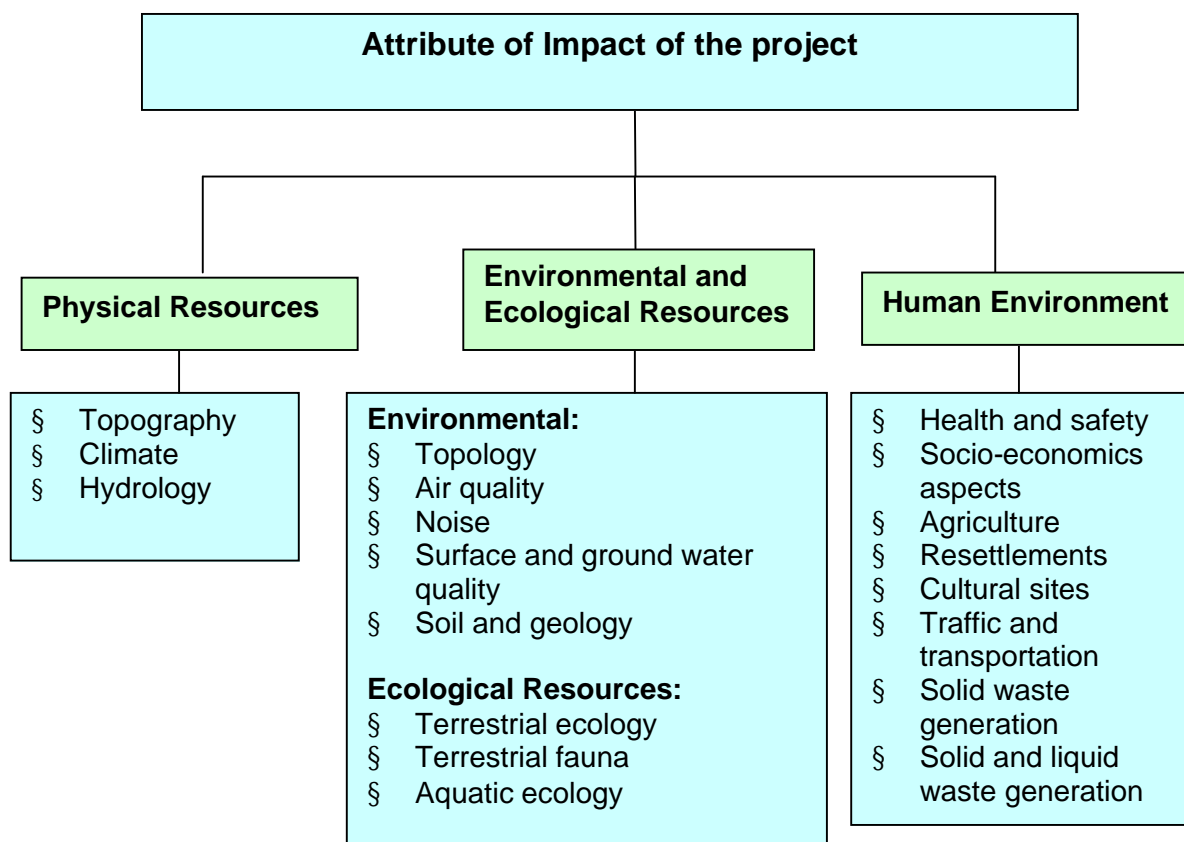 Attribute of Impact of the project
Physical Resources
§ Topography
§ Climate
§ Hydrology
Environmental and
Ecological Resources
Environmental:
§ Topology
§ Air quality
§ Noise
§ Surface and ground water
quality
§ Soil and geology
Ecological Resources:
§ Terrestrial ecology
§ Terrestrial fauna
§ Aquatic ecology
Human Environment
§ Health and safety
§ Socio-economics
aspects
§ Agriculture
§ Resettlements
§ Cultural sites
§ Traffic and
transportation
§ Solid waste
generation
§ Solid and liquid
waste generation